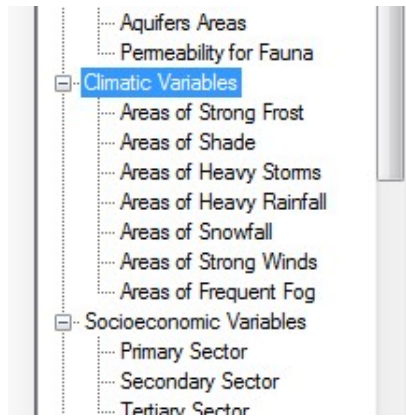 Aquifers Areas
Permeability for Fauna
Climatic Variables
Areas of Strong Frost
Areas of Shade
Areas of Heavy Storms
Areas of Heavy Rainfall
Areas of Snowfall
Areas of Strong Winds
Areas of Frequent Fog
Socioeconomic Variables
Primary Sector
Secondary Sector
Tertiary Sector